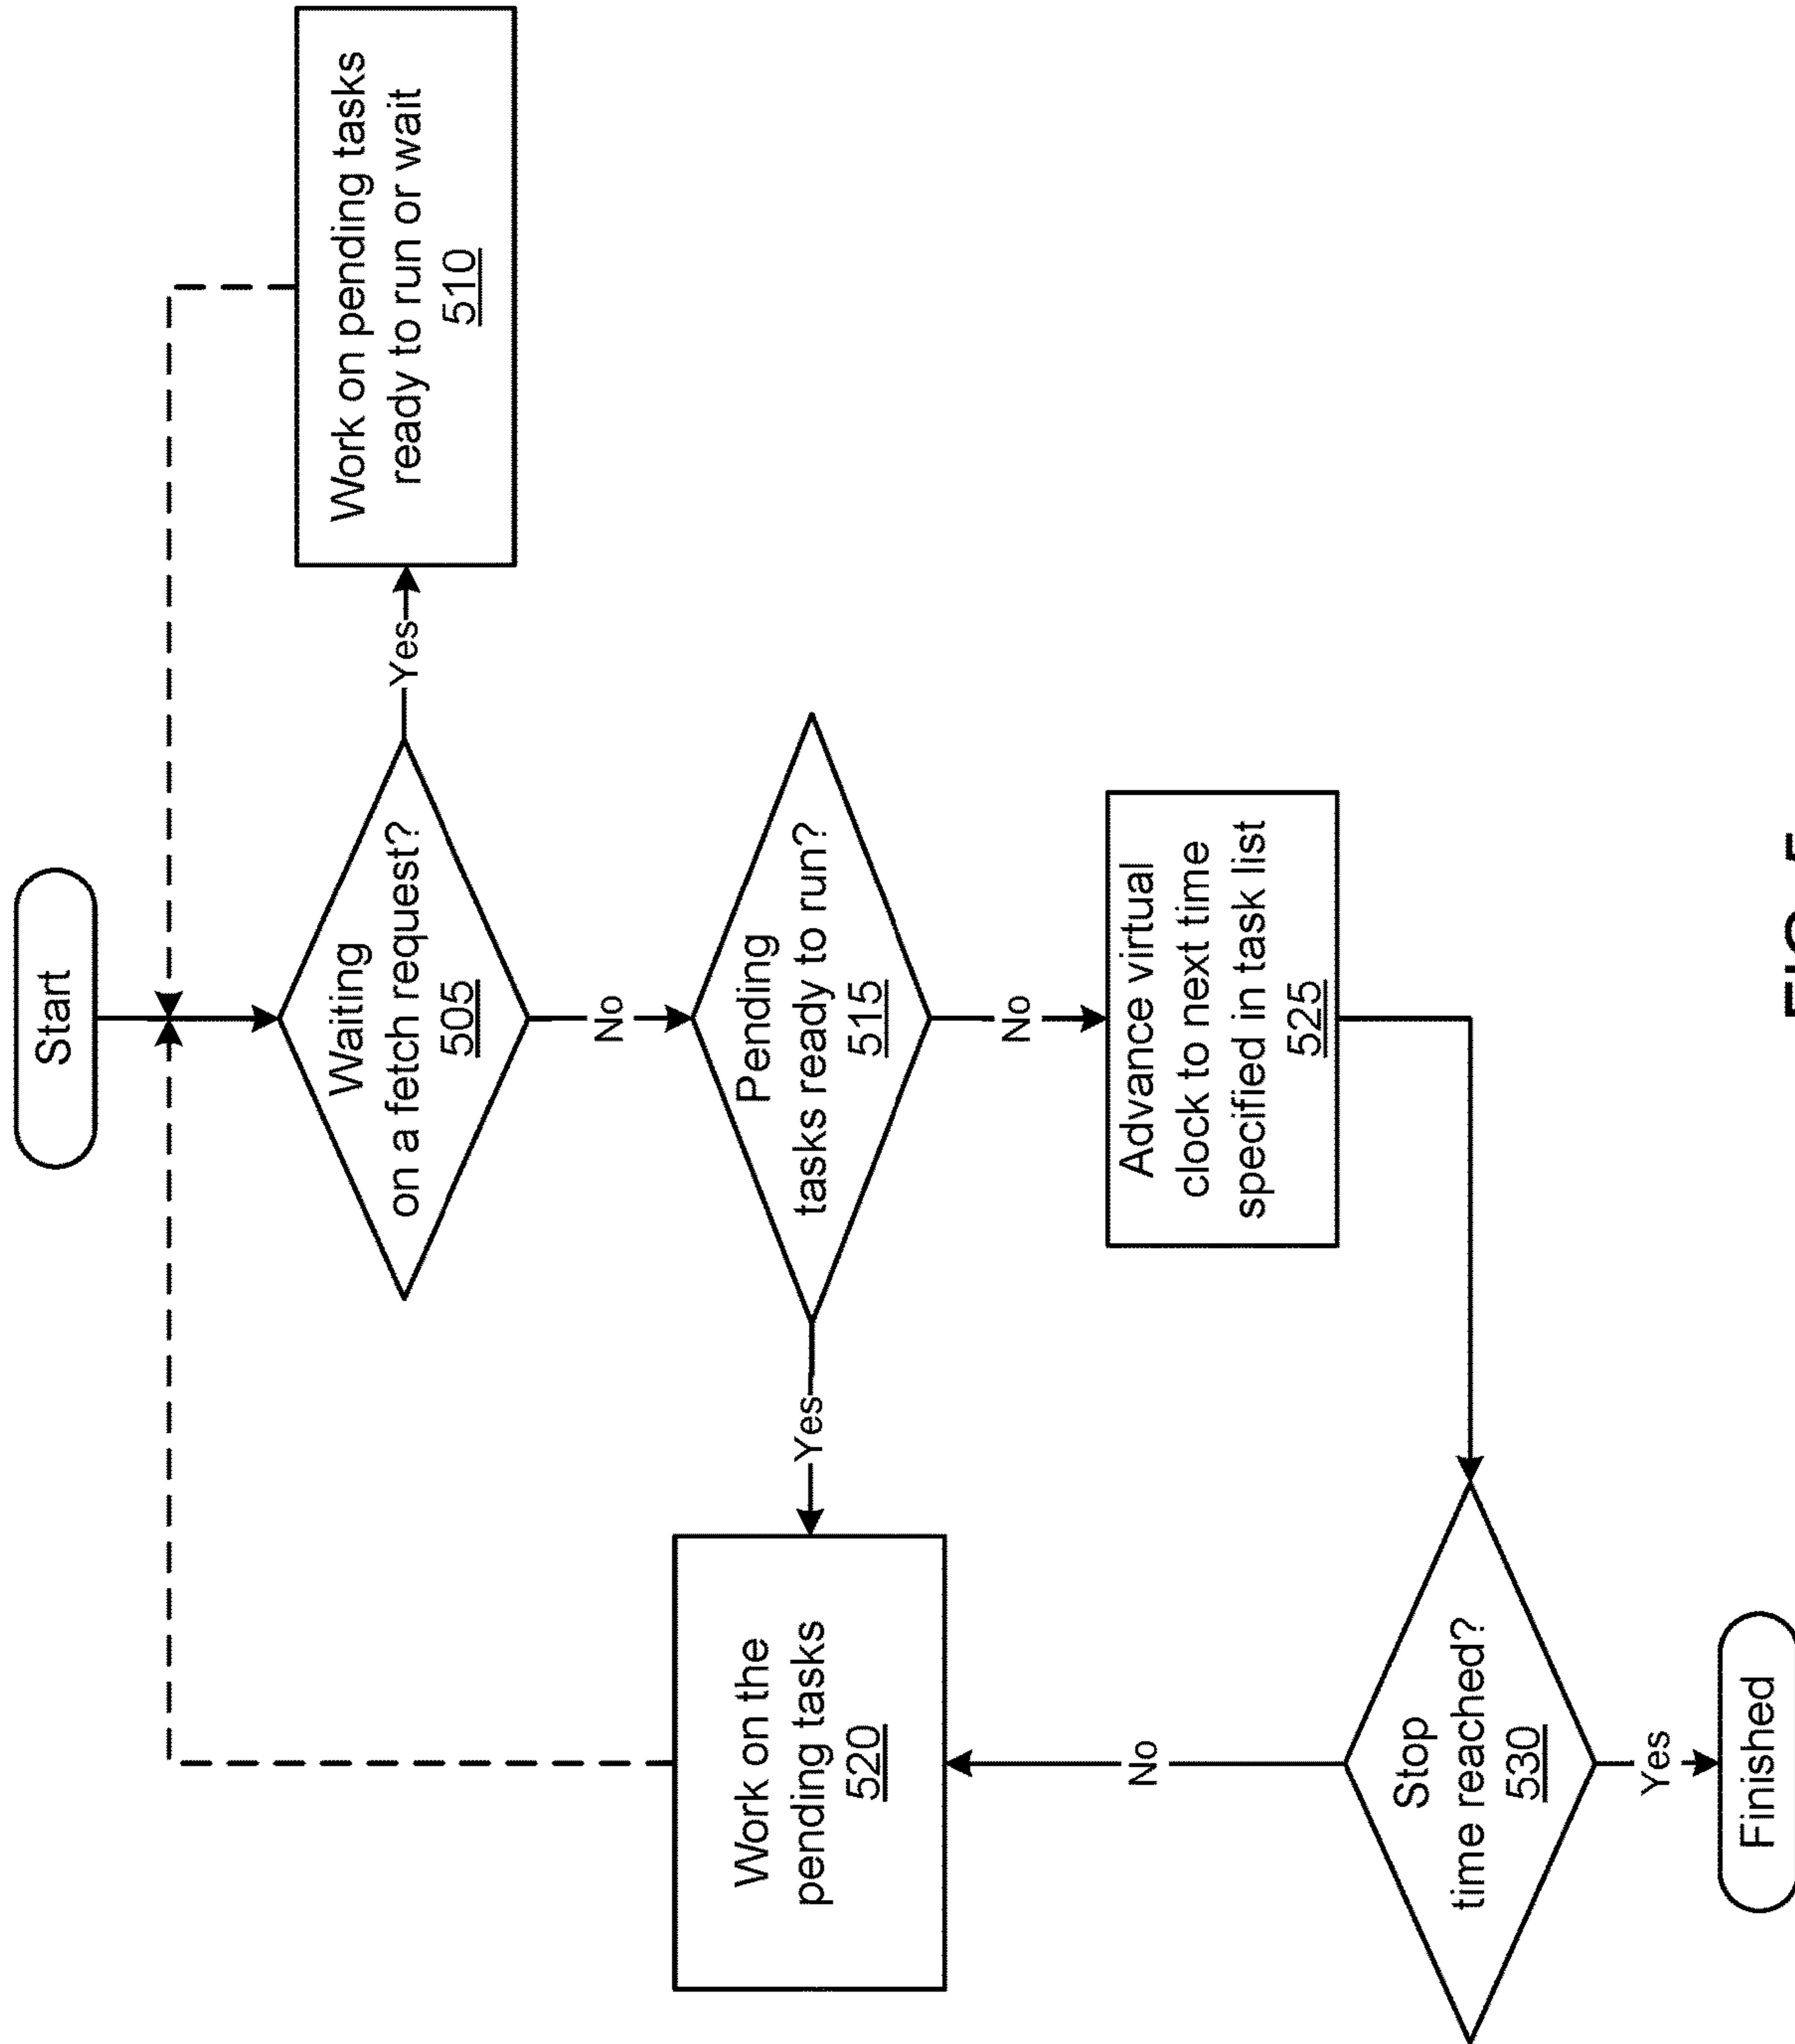 Start
Waiting
on a fetch request?
505
Yes
Work on pending tasks
ready to run or wait
510
No
Pending
tasks ready to run?
515
Yes
Work on the
pending tasks
520
No
Advance virtual
clock to next time
specified in task list
525
Stop
time reached?
530
No
Yes
Finished